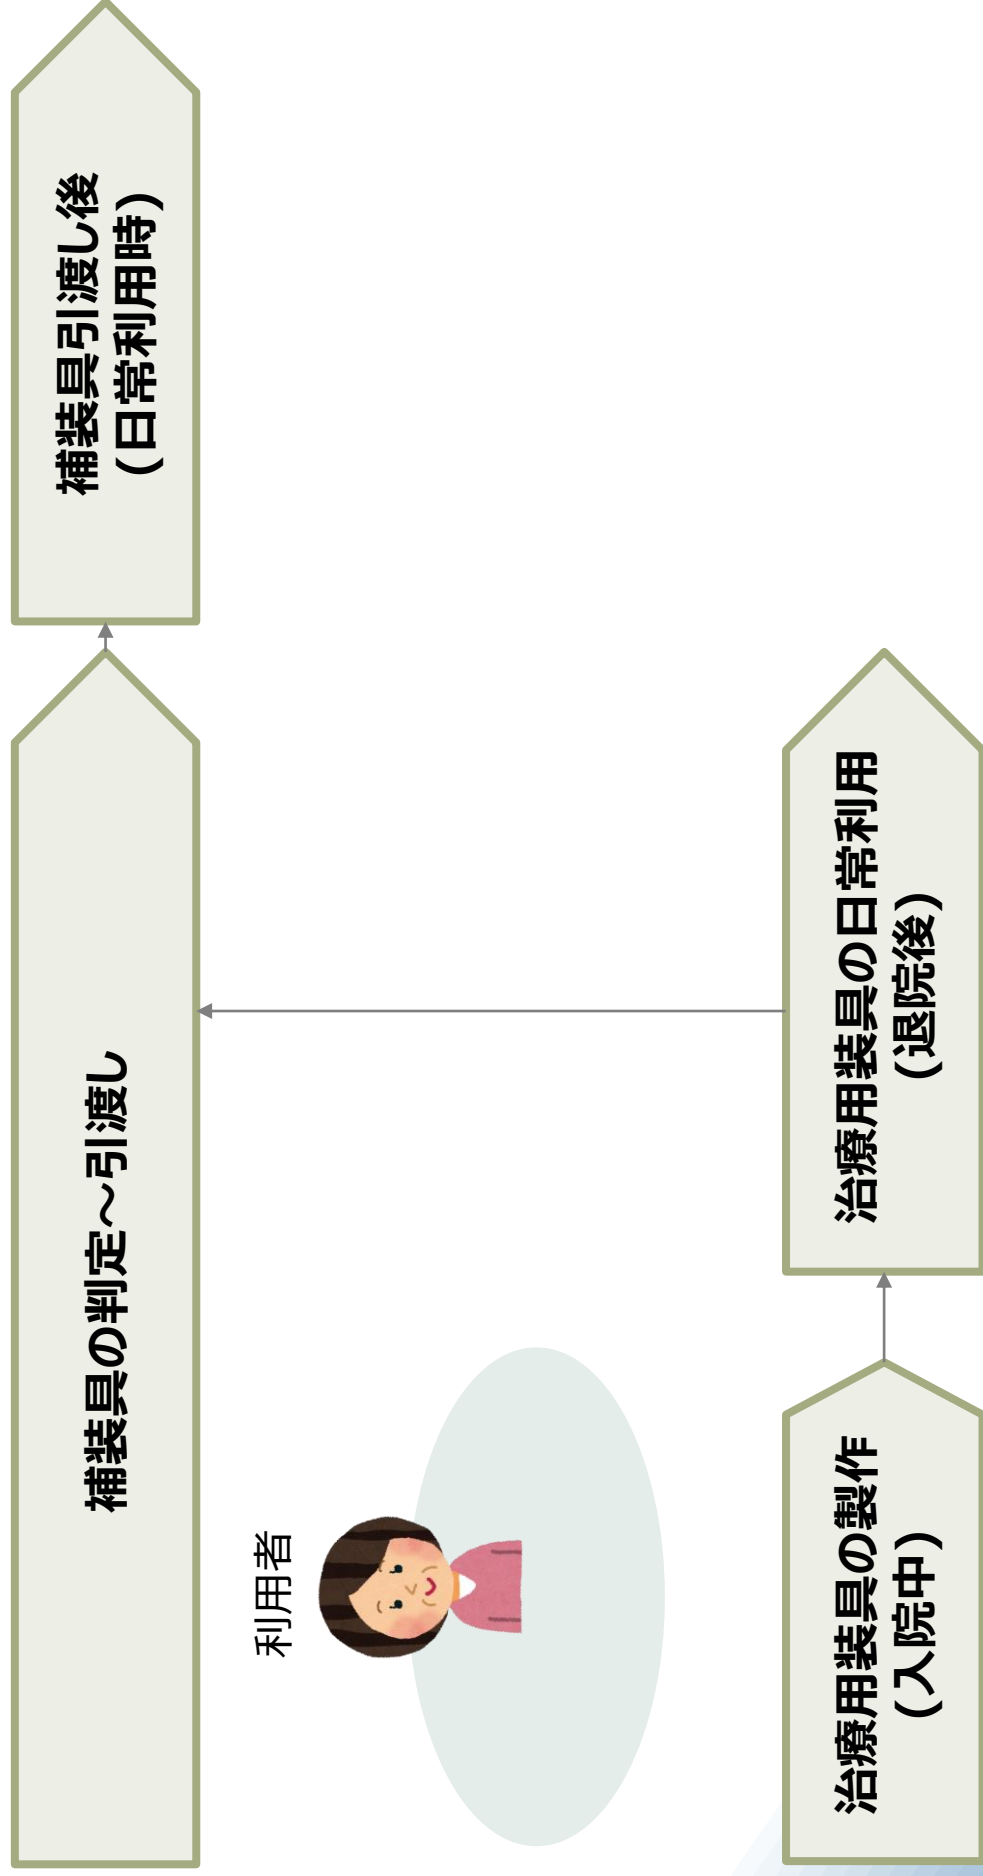 補装具の判定～引渡し
補装具引渡し後
(日常利用時)
利用者
治療用装具の製作
(入院中)
治療用装具の日常利用
(退院後)